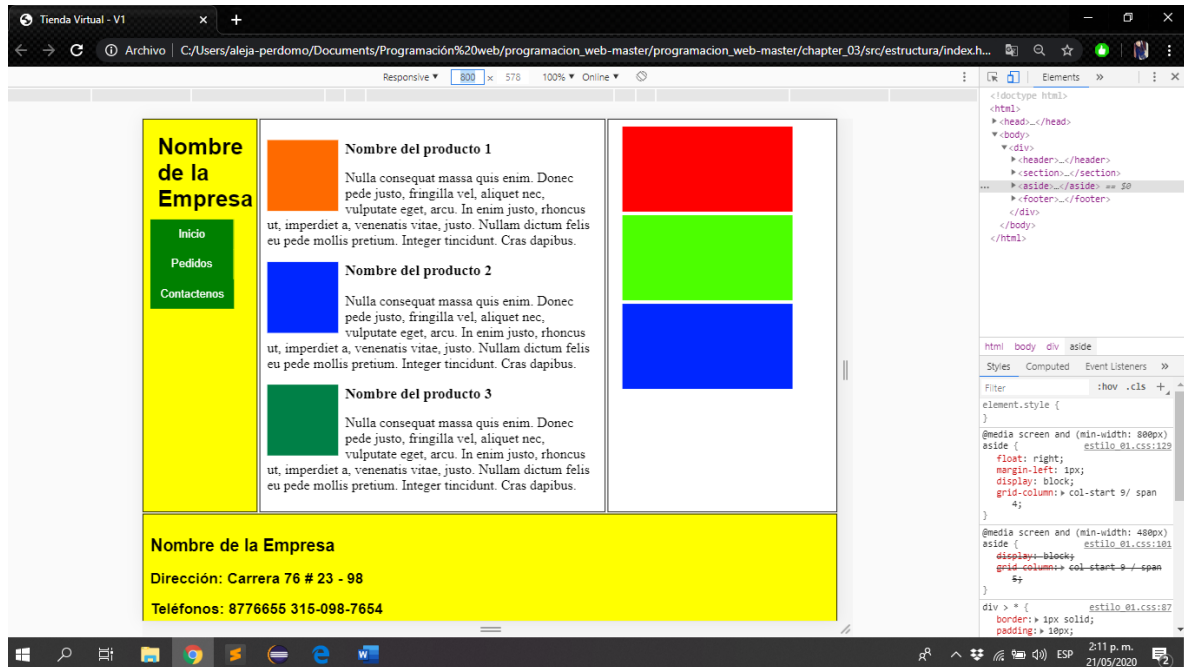 Tienda Virtual - V1
Archivo | C:/Users/aleja-perdomo/Documents/Programación%20web/programacion_web-master/programacion_web-master/chapter_03/src/estructura/index.h...
Responsive ▼ 800 x 578 100% ▼ Online ▼
Elements »
Nombre
de la
Empresa
Inicio
Pedidos
Contactenos
Nombre del producto 1
Nulla consequat massa quis enim. Donec
pede justo, fringilla vel, aliquet nec,
vulputate eget, arcu. In enim justo, rhoncus
ut, imperdiet a, venenatis vitae, justo. Nullam dictum felis
eu pede mollis pretium. Integer tincidunt. Cras dapibus.
Nombre del producto 2
Nulla consequat massa quis enim. Donec
pede justo, fringilla vel, aliquet nec,
vulputate eget, arcu. In enim justo, rhoncus
ut, imperdiet a, venenatis vitae, justo. Nullam dictum felis
eu pede mollis pretium. Integer tincidunt. Cras dapibus.
Nombre del producto 3
Nulla consequat massa quis enim. Donec
pede justo, fringilla vel, aliquet nec,
vulputate eget, arcu. In enim justo, rhoncus
ut, imperdiet a, venenatis vitae, justo. Nullam dictum felis
eu pede mollis pretium. Integer tincidunt. Cras dapibus.
Nombre de la Empresa
Dirección: Carrera 76 # 23 - 98
Teléfonos: 8776655 315-098-7654
<!doctype html>
<html>
<head>…</head>
<body>
<div>
<header>…</header>
<section>…</section>
... <aside>…</aside> == $0
<footer>…</footer>
</div>
</body>
</html>
html body div aside
Styles Computed Event Listeners »
Filter :hov .cls +
element.style {
}
@media screen and (min-width: 800px)
aside { estilo_01.css:129
float: right;
margin-left: 1px;
display: block;
grid-column: col-start 9/ span
4;
}
@media screen and (min-width: 480px)
aside { estilo_01.css:101
display: block;
grid-column: col-start 9 / span
5;
}
div > * { estilo_01.css:87
border: 1px solid;
padding: 10px;
ESP
2:11 p. m.
21/05/2020
2